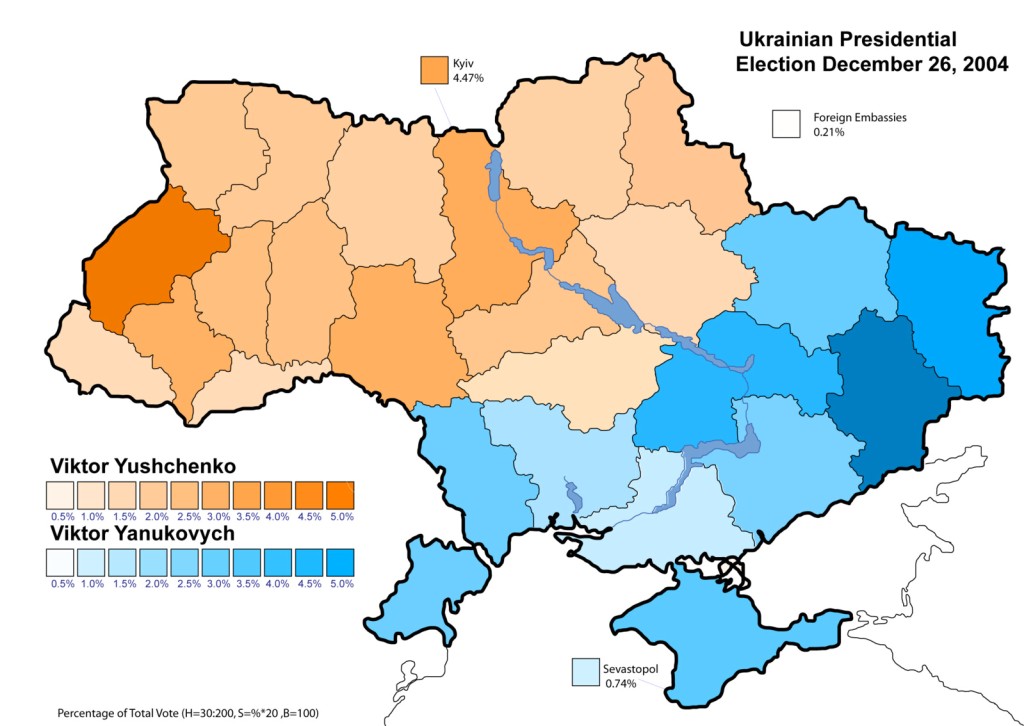 Ukrainian Presidential
Election December 26, 2004
Kyiv
4.47%
Foreign Embassies
0.21%
Viktor Yushchenko
0.5% 1.0% 1.5% 2.0% 2.5% 3.0% 3.5% 4.0% 4.5% 5.0%
Viktor Yanukovych
0.5% 1.0% 1.5% 2.0% 2.5% 3.0% 3.5% 4.0% 4.5% 5.0%
Sevastopol
0.74%
Percentage of Total Vote (H=30:200, S=%*20 ,B=100)